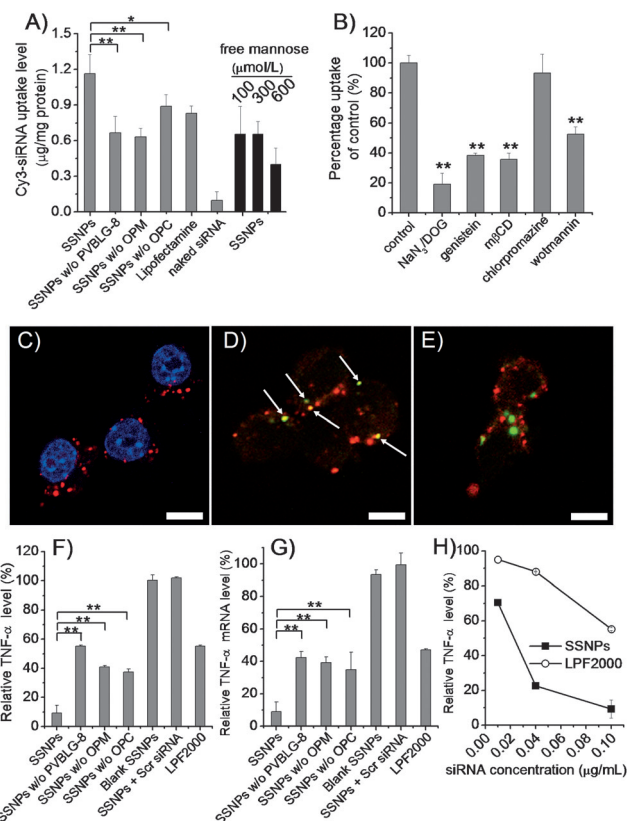 A)
Cy3-siRNA uptake level
(μg/mg protein)
1.5
1.2
0.9
0.6
0.3
0.0
*
**
**
free mannose
(μmol/L)
100
300
600
SSNPs
SSNPs w/o PVBLG-8
SSNPs w/o OPM
SSNPs w/o OPC
Lipofectamine
naked siRNA
SSNPs
B)
Percentage uptake
of control (%)
120
100
80
60
40
20
0
**
**
**
**
control
NaN3/DOG
genistein
mβCD
chlorpromazine
wotmannin
C)
D)
E)
F)
Relative TNF-α level (%)
120
100
80
60
40
20
0
**
**
**
SSNPs
SSNPs w/o PVBLG-8
SSNPs w/o OPM
SSNPs w/o OPC
Blank SSNPs
SSNPs + Scr siRNA
LPF2000
G)
Relative TNF-α mRNA level (%)
100
80
60
40
20
0
**
**
**
SSNPs
SSNPs w/o PVBLG-8
SSNPs w/o OPM
SSNPs w/o OPC
Blank SSNPs
SSNPs + Scr siRNA
LPF2000
H)
Relative TNF-α level (%)
100
80
60
40
20
0
SSNPs
LPF2000
0.00
0.02
0.04
0.06
0.08
0.10
siRNA concentration (μg/mL)